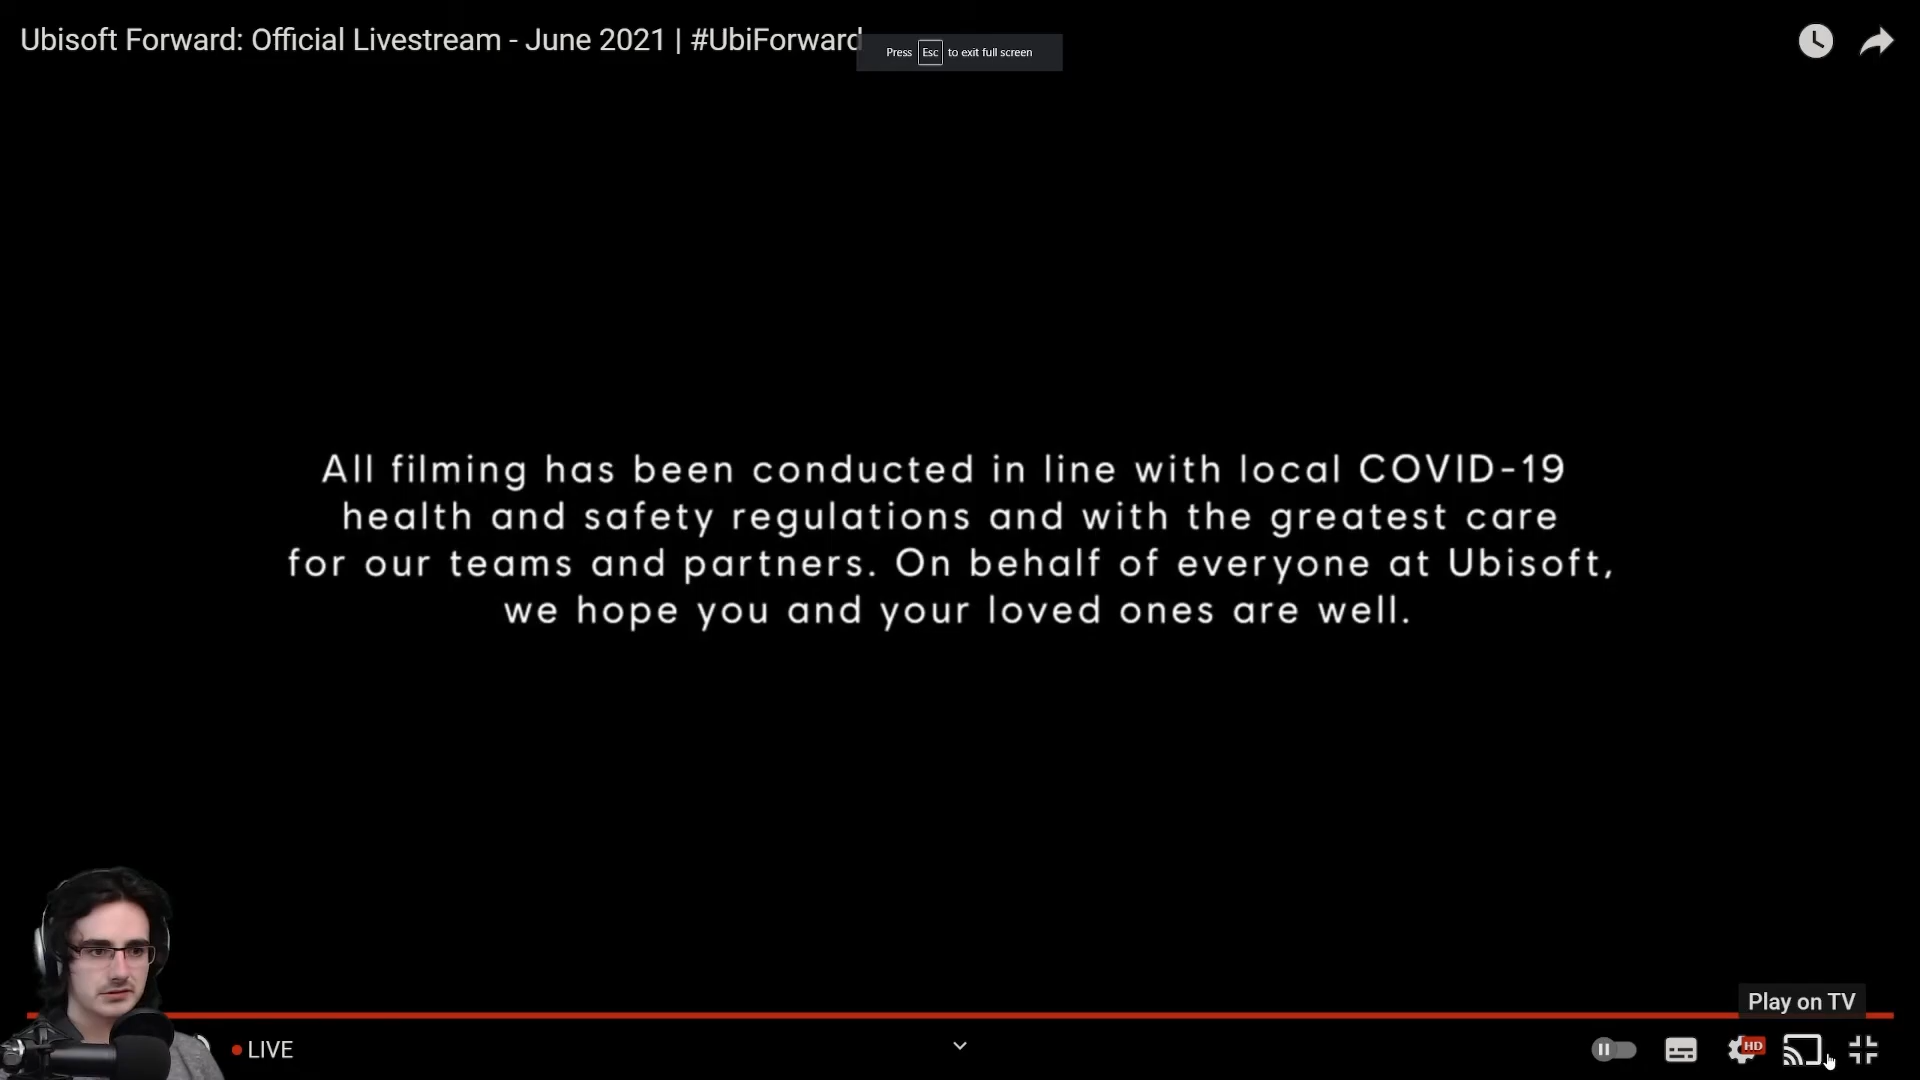 Ubisoft Forward: Official Livestream - June 2021 | #UbiForward
Press Esc to exit full screen
All filming has been conducted in line with local COVID-19
health and safety regulations and with the greatest care
for our teams and partners. On behalf of everyone at Ubisoft,
we hope you and your loved ones are well.
Play on TV
LIVE
HD